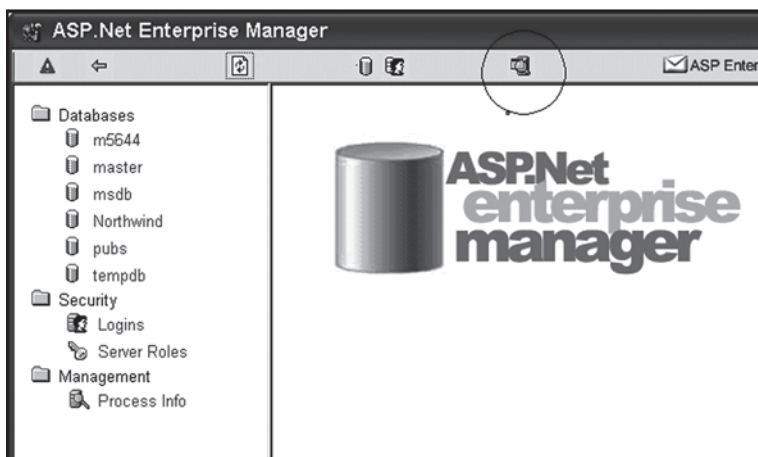 ASP.Net Enterprise Manager
ASP Enter
Databases
m5644
master
msdb
Northwind
pubs
tempdb
Security
Logins
Server Roles
Management
Process Info
ASP.Net
enterprise
manager